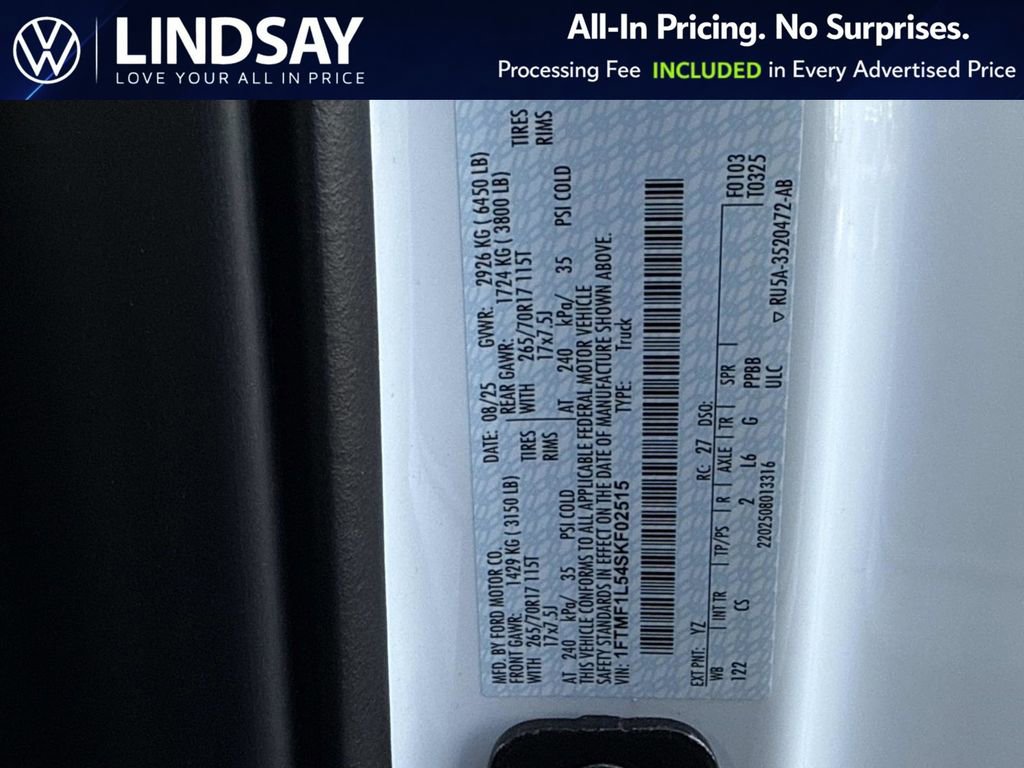 LINDSAY
LOVE YOUR ALL IN PRICE
All-In Pricing. No Surprises.
Processing Fee INCLUDED in Every Advertised Price
MFD. BY FORD MOTOR CO.
DATE: 08/25 GVWR: 2926 KG ( 6450 LB)
FRONT GAWR: 1429 KG ( 3150 LB)
REAR GAWR: 1724 KG ( 3800 LB)
WITH 265/70R17 115T TIRES
WITH 265/70R17 115T TIRES
17x7.5J RIMS
17x7.5J RIMS
AT 240 kPa/ 35 PSI COLD
AT 240 kPa/ 35 PSI COLD
THIS VEHICLE CONFORMS TO ALL APPLICABLE FEDERAL MOTOR VEHICLE
SAFETY STANDARDS IN EFFECT ON THE DATE OF MANUFACTURE SHOWN ABOVE.
VIN: 1FTMF1L54SKF02515 TYPE: Truck
EXT PNT: YZ RC: 27 DSO: F0103
WB INT TR TP/PS R AXLE TR SPR T0325
122 CS 2 L6 G PPBB
2202508013316 ULC
▽ RU5A-3520472-AB